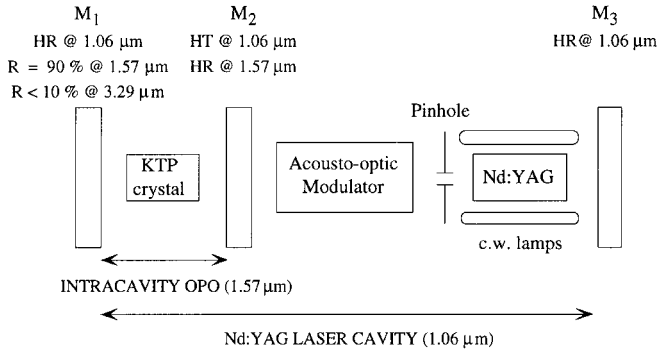 M₁
HR @ 1.06 µm
R = 90 % @ 1.57 µm
R < 10 % @ 3.29 µm
M₂
HT @ 1.06 µm
HR @ 1.57 µm
M₃
HR@ 1.06 µm
KTP
crystal
Acousto-optic
Modulator
Pinhole
Nd:YAG
c.w. lamps
INTRACAVITY OPO (1.57 µm)
Nd:YAG LASER CAVITY (1.06 µm)